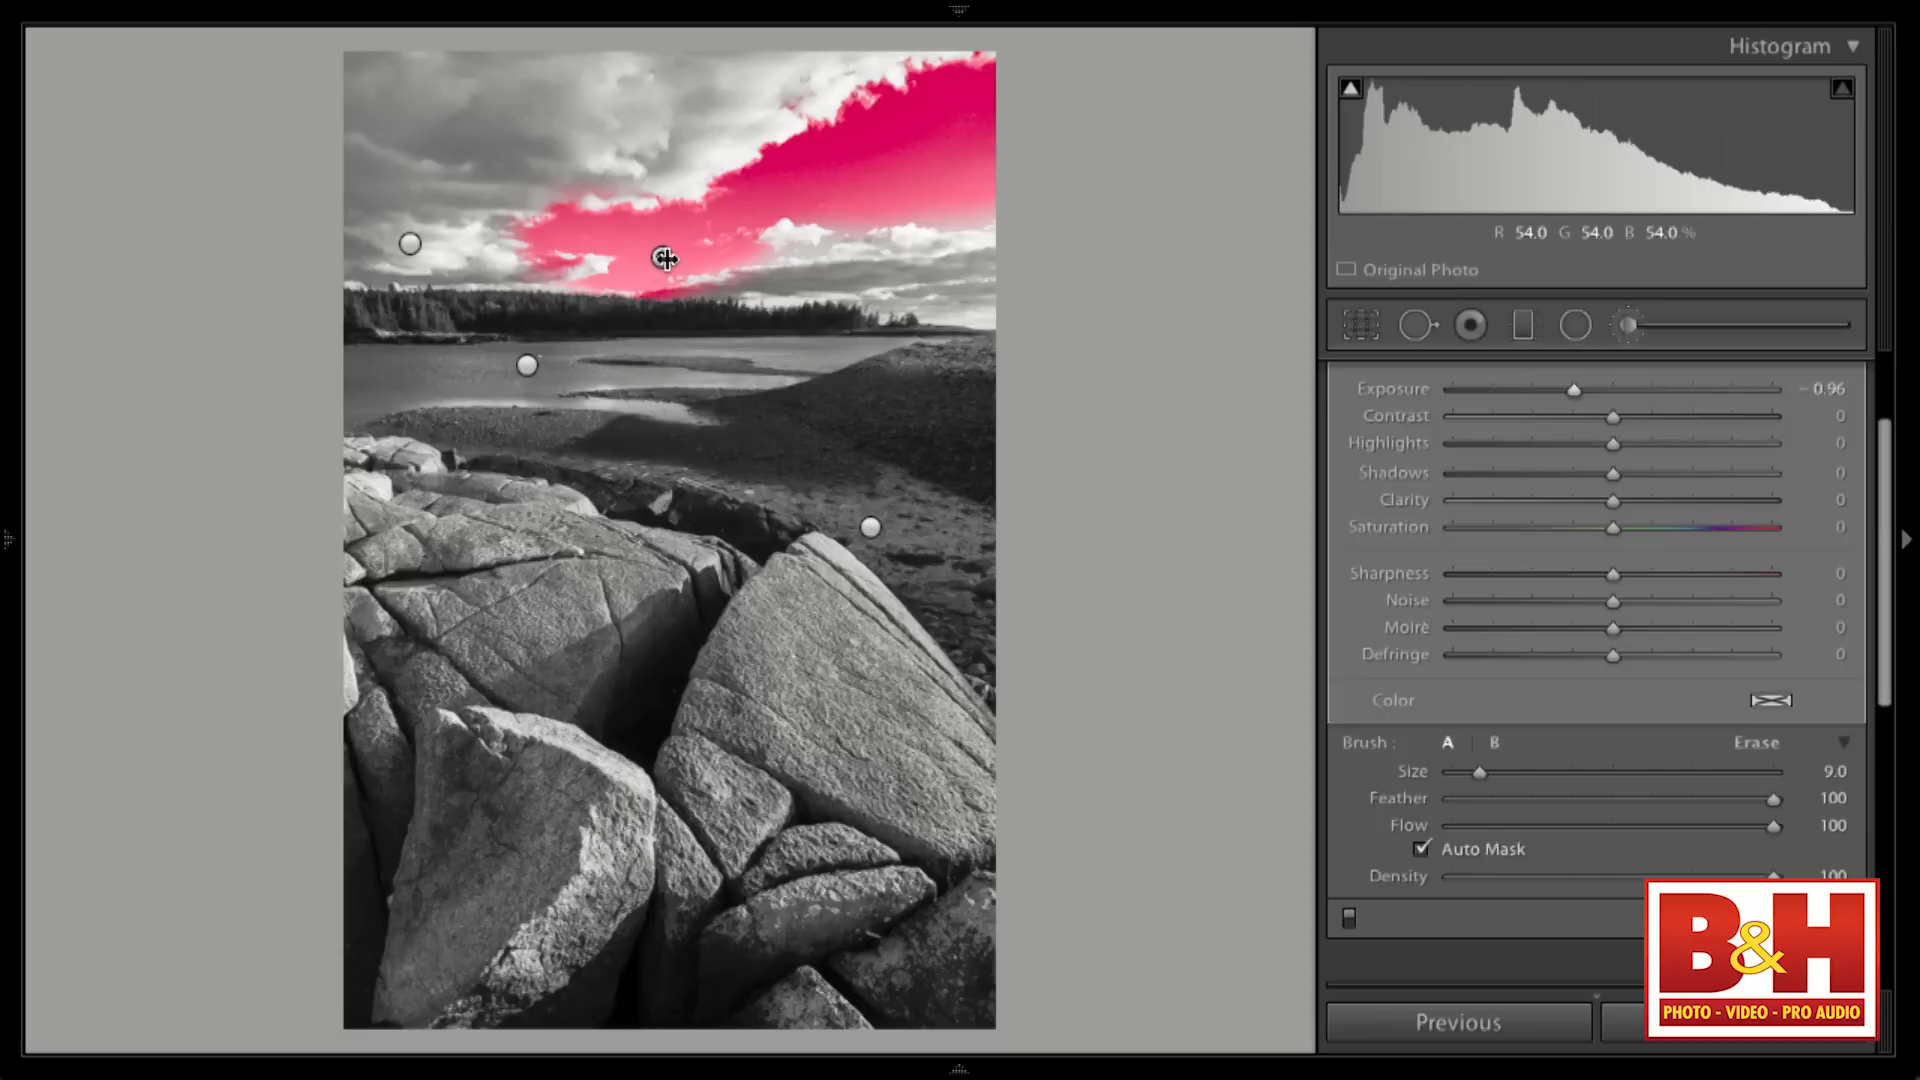 Histogram
R 54.0 G 54.0 B 54.0 %
Original Photo
Exposure - 0.96
Contrast 0
Highlights 0
Shadows 0
Clarity 0
Saturation 0
Sharpness 0
Noise 0
Moiré 0
Defringe 0
Color
Brush : A B Erase
Size 9.0
Feather 100
Flow 100
Auto Mask
Density 100
Previous
B&H
PHOTO - VIDEO - PRO AUDIO